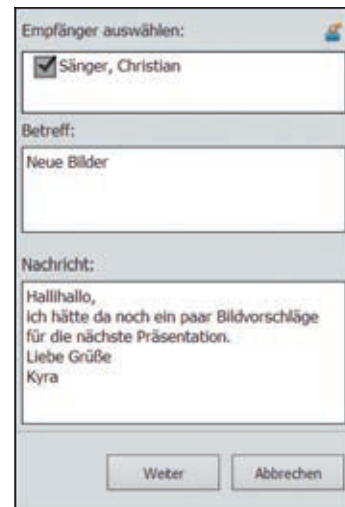 Empfänger auswählen:
Sänger, Christian
Betreff:
Neue Bilder
Nachricht:
Hallihallo,
ich hätte da noch ein paar Bildvorschläge
für die nächste Präsentation.
Liebe Grüße
Kyra
Weiter
Abbrechen